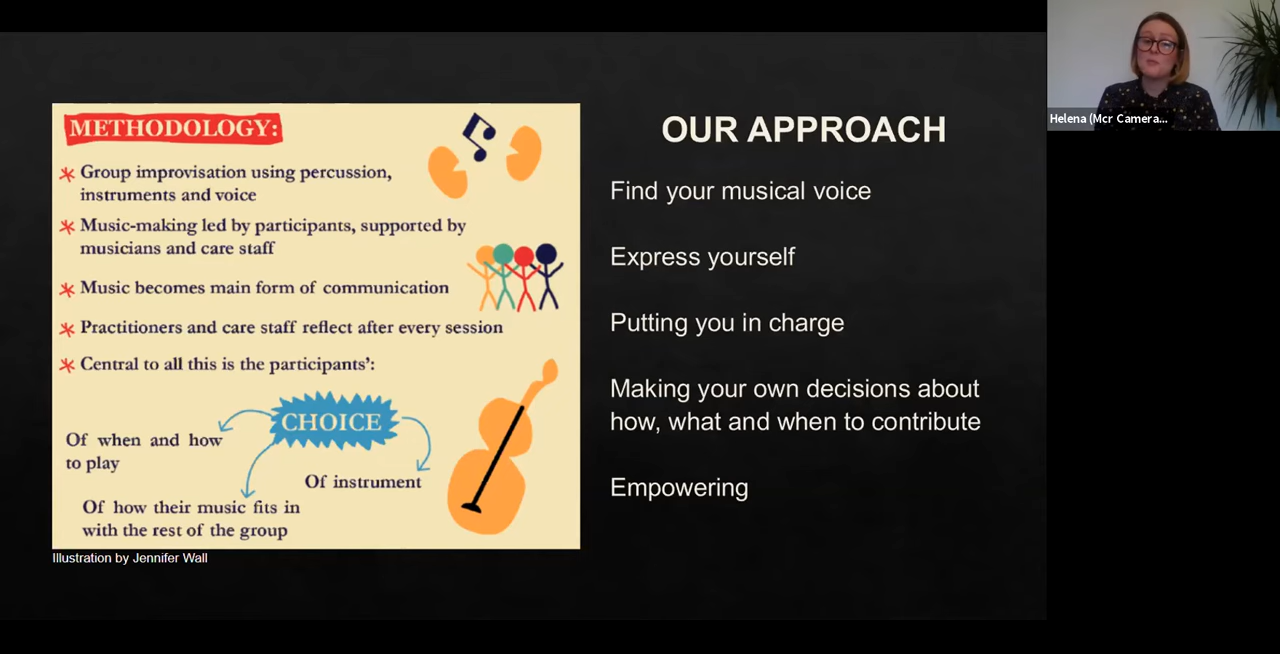 METHODOLOGY:
* Group improvisation using percussion,
instruments and voice
* Music-making led by participants, supported by
musicians and care staff
* Music becomes main form of communication
* Practitioners and care staff reflect after every session
* Central to all this is the participants':
CHOICE
Of when and how
to play
Of instrument
Of how their music fits in
with the rest of the group
Illustration by Jennifer Wall
OUR APPROACH
Find your musical voice
Express yourself
Putting you in charge
Making your own decisions about
how, what and when to contribute
Empowering
Helena (Mcr Camera...